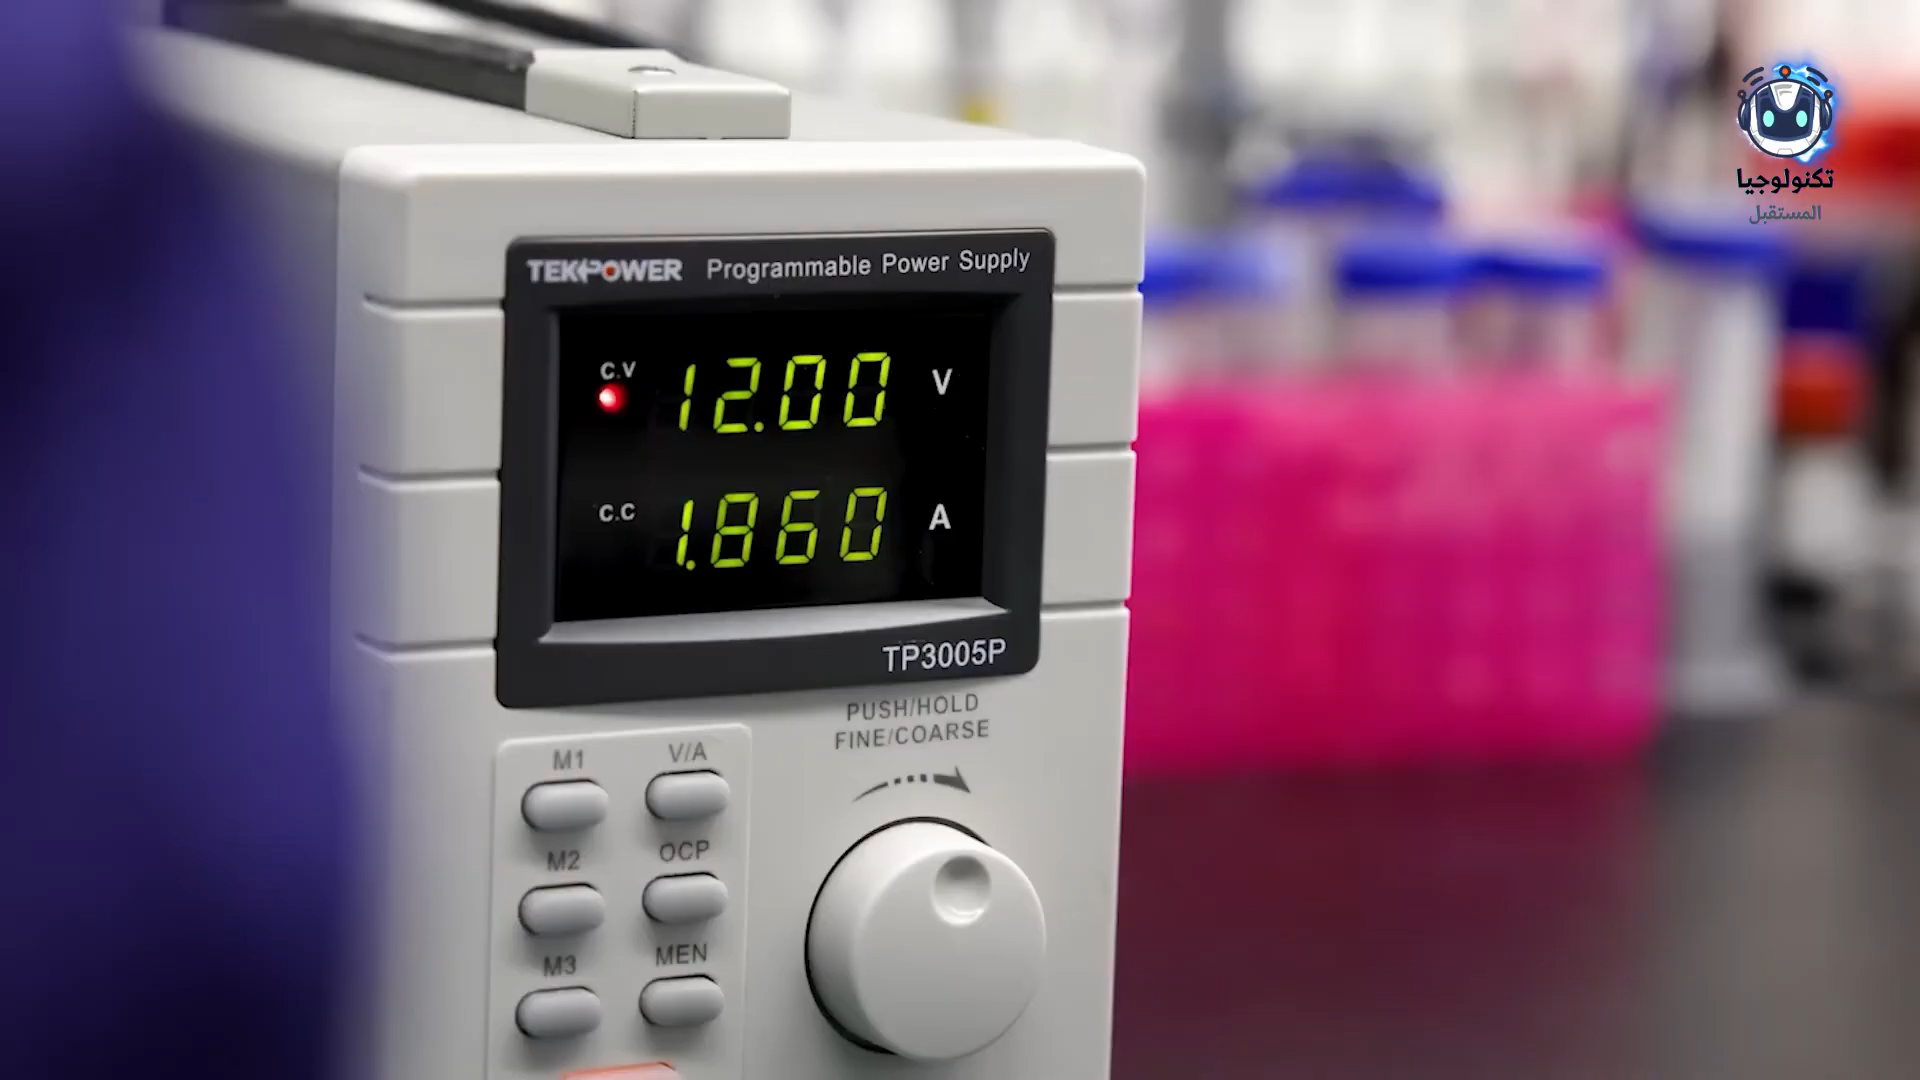 تكنولوجيا
المستقبل
TEKPOWER Programmable Power Supply
C.V 12.00 V
C.C 1.860 A
TP3005P
PUSH/HOLD
FINE/COARSE
M1 V/A
M2 OCP
M3 MEN